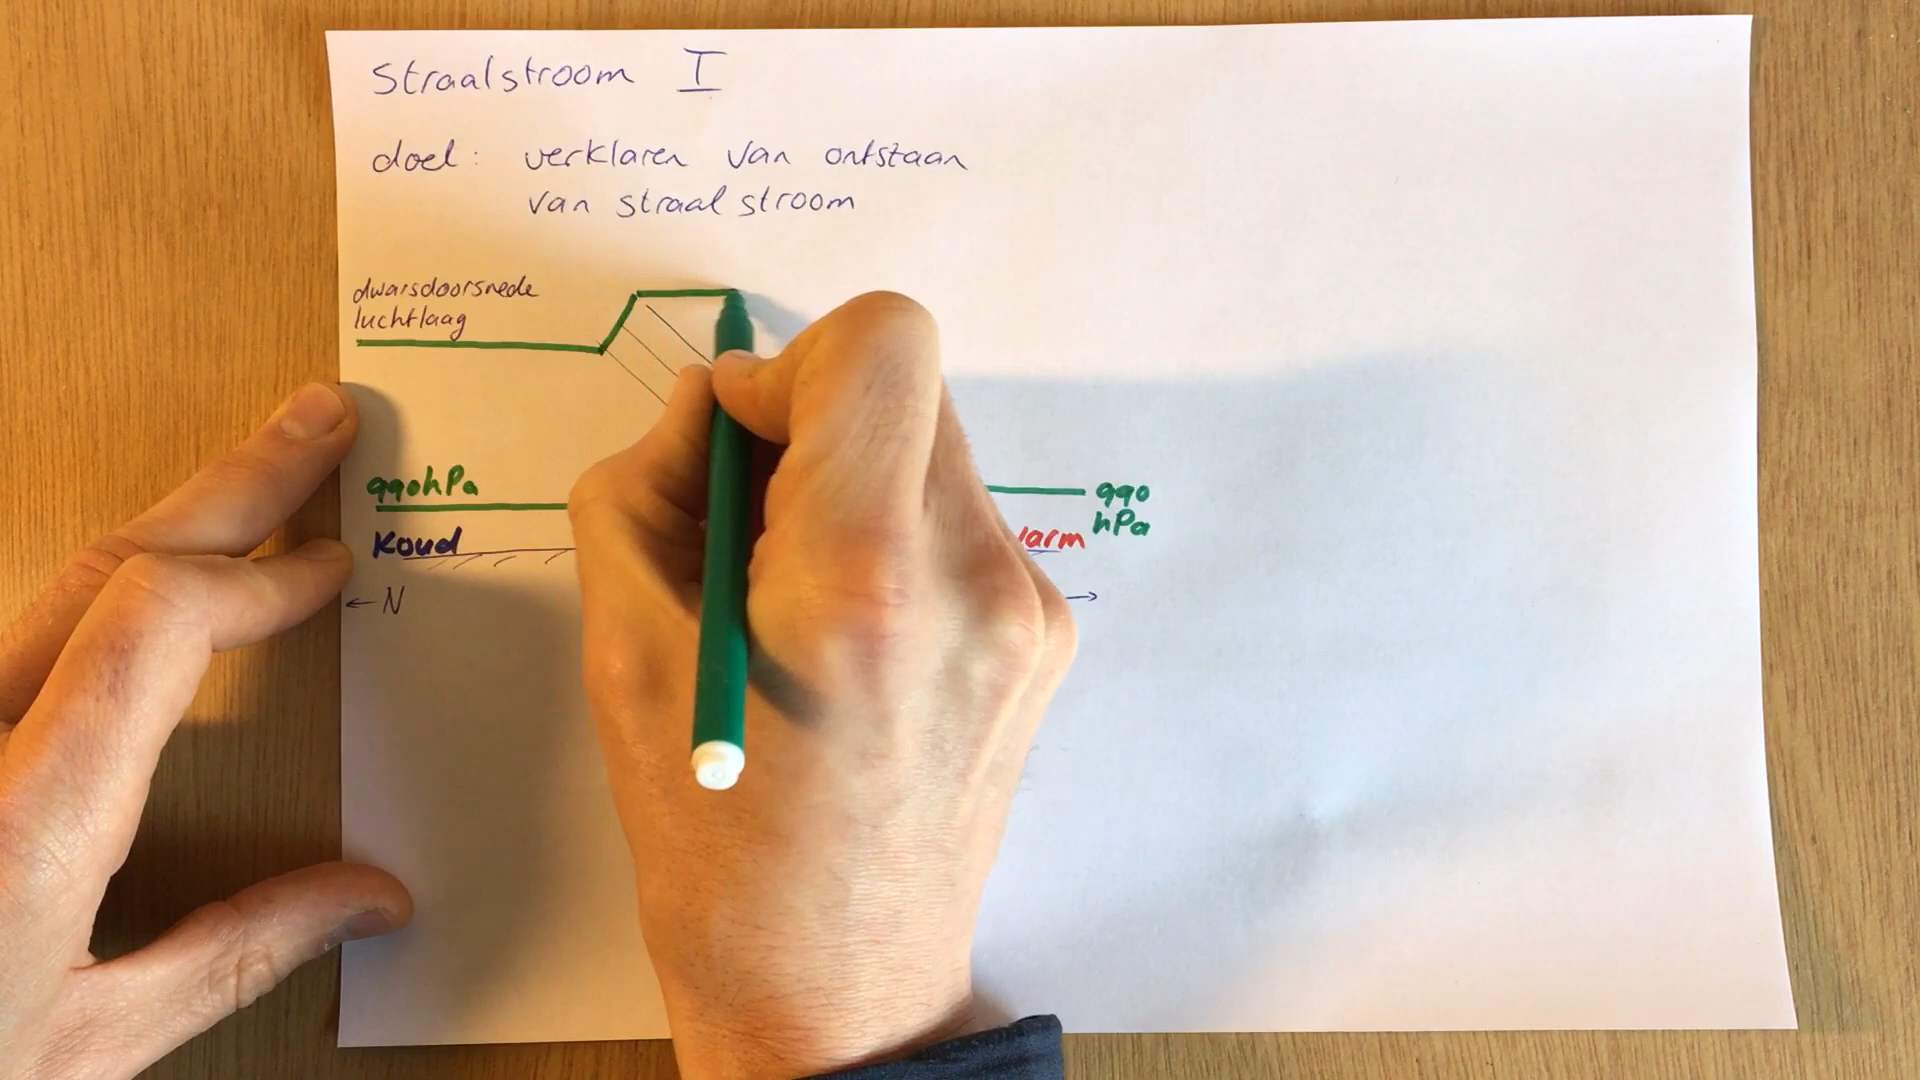 Straalstroom I
doel: verklaren van ontstaan
van straalstroom
dwarsdoorsnede
luchtlaag
990hPa
990
hPa
Koud
← N
→